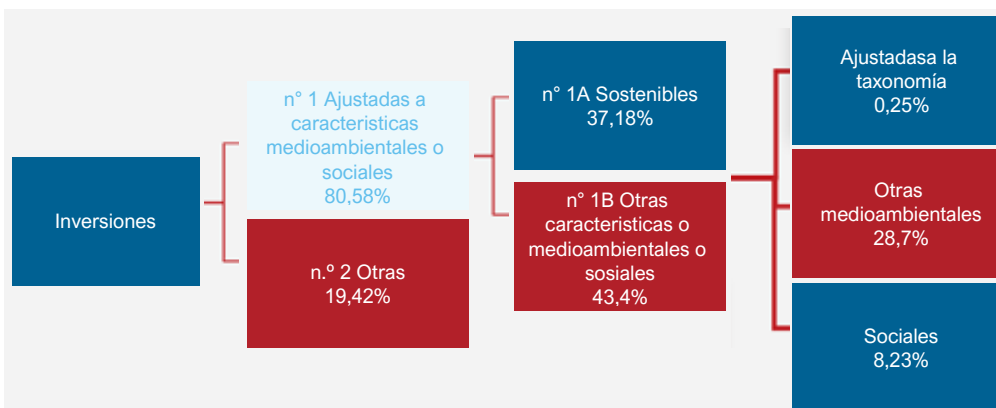 Inversiones
n° 1 Ajustadas a
caracteristicas
medioambientales o
sociales
80,58%
n.º 2 Otras
19,42%
n° 1A Sostenibles
37,18%
n° 1B Otras
caracteristicas o
medioambientales o
sosiales
43,4%
Ajustadasa la
taxonomía
0,25%
Otras
medioambientales
28,7%
Sociales
8,23%